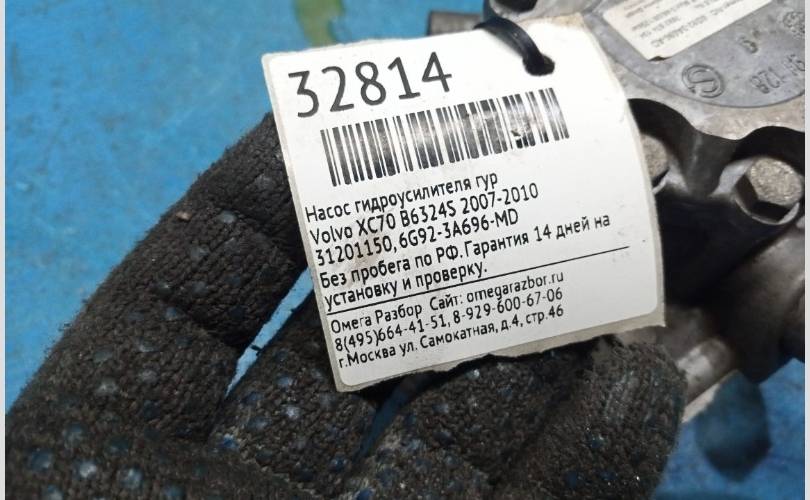 32814
Насос гидроусилителя гур
Volvo XC70 B6324S 2007-2010
31201150,6G92-3A696-MD
Без пробега по РФ.Гарантия 14 дней на
установку и проверку.
Омега Разбор Сайт: omegarazbor.ru
8(495)664-41-51, 8-929-600-67-06
г.Москва ул. Самокатная, д.4, стр.46